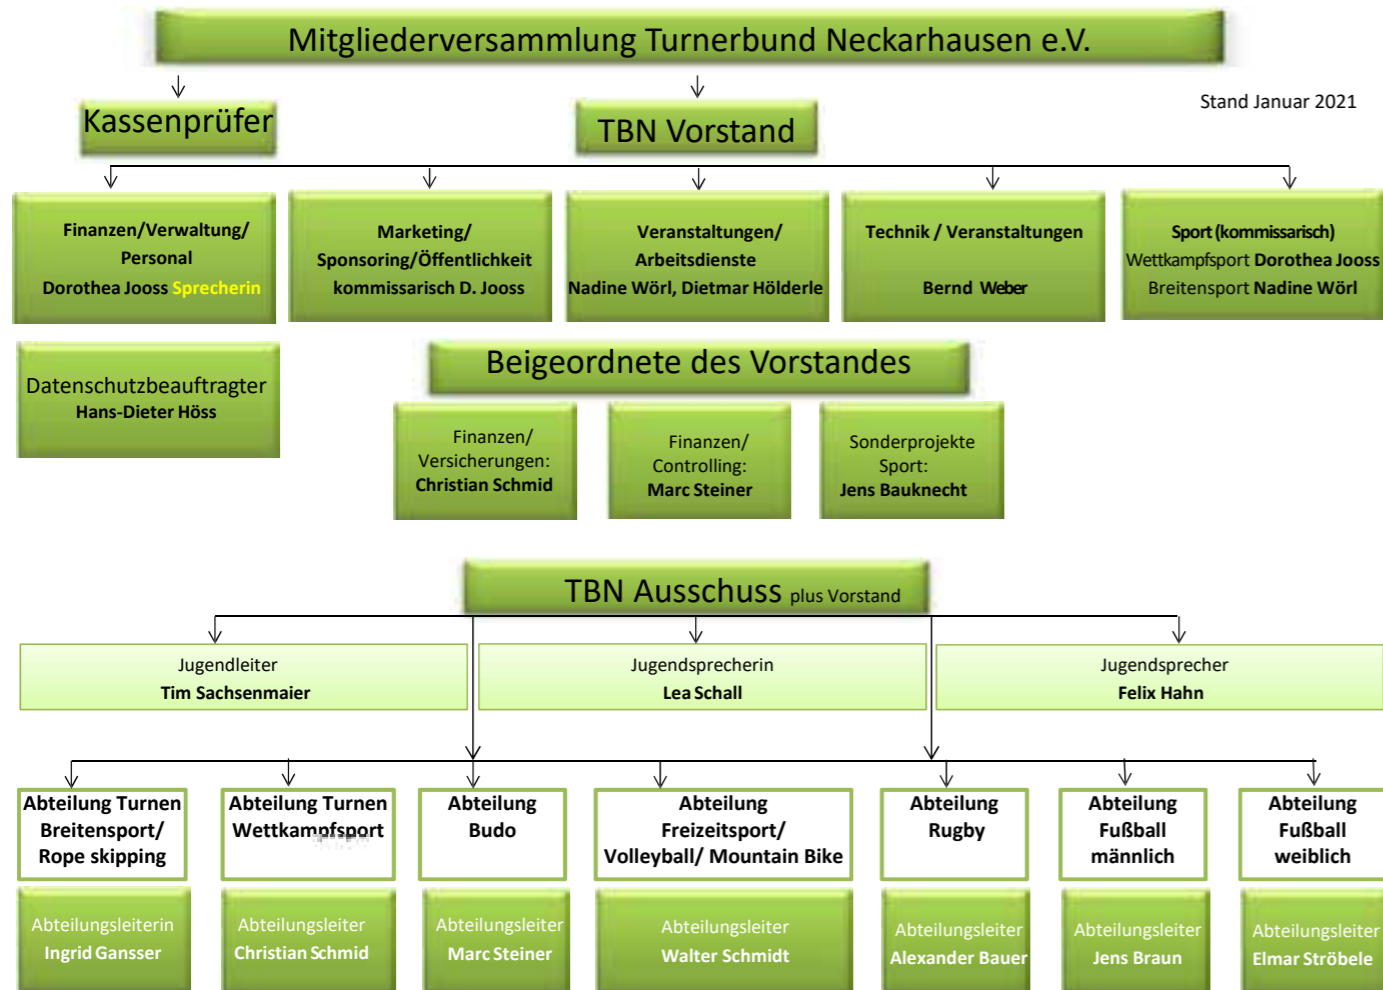 Mitgliederversammlung Turnerbund Neckarhausen e.V.
Stand Januar 2021
Kassenprüfer
TBN Vorstand
Finanzen/Verwaltung/
Personal
Dorothea Jooss Sprecherin
Marketing/
Sponsoring/Öffentlichkeit
kommissarisch D. Jooss
Veranstaltungen/
Arbeitsdienste
Nadine Wörl, Dietmar Hölderle
Technik / Veranstaltungen
Bernd Weber
Sport (kommissarisch)
Wettkampfsport Dorothea Jooss
Breitensport Nadine Wörl
Datenschutzbeauftragter
Hans-Dieter Höss
Beigeordnete des Vorstandes
Finanzen/
Versicherungen:
Christian Schmid
Finanzen/
Controlling:
Marc Steiner
Sonderprojekte
Sport:
Jens Bauknecht
TBN Ausschuss plus Vorstand
Jugendleiter
Tim Sachsenmaier
Jugendsprecherin
Lea Schall
Jugendsprecher
Felix Hahn
Abteilung Turnen
Breitensport/
Rope skipping
Abteilung Turnen
Wettkampfsport
Abteilung
Budo
Abteilung
Freizeitsport/
Volleyball/ Mountain Bike
Abteilung
Rugby
Abteilung
Fußball
männlich
Abteilung
Fußball
weiblich
Abteilungsleiterin
Ingrid Gansser
Abteilungsleiter
Christian Schmid
Abteilungsleiter
Marc Steiner
Abteilungsleiter
Walter Schmidt
Abteilungsleiter
Alexander Bauer
Abteilungsleiter
Jens Braun
Abteilungsleiter
Elmar Ströbele